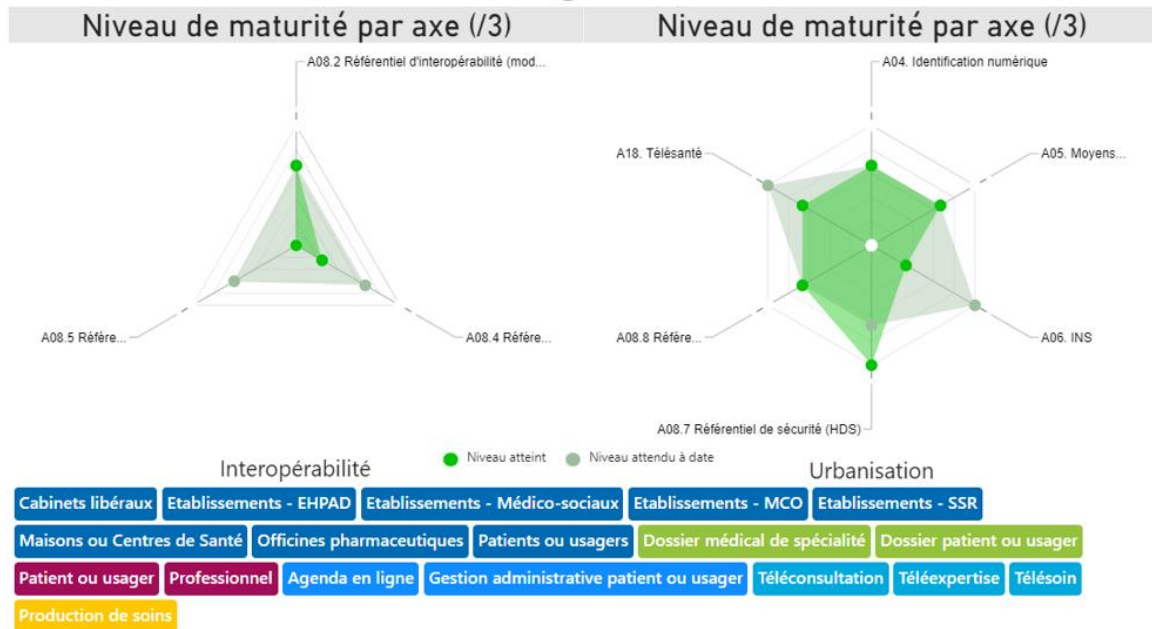 Niveau de maturité par axe (/3)
Niveau de maturité par axe (/3)
A08.2 Référentiel d'interopérabilité (mod...
A08.5 Référe...
A08.4 Référe...
A04. Identification numérique
A18. Télésanté
A05. Moyens...
A08.8 Référe...
A06. INS
A08.7 Référentiel de sécurité (HDS)
Interopérabilité
Niveau atteint
Niveau attendu à date
Urbanisation
Cabinets libéraux Etablissements - EHPAD Etablissements - Médico-sociaux Etablissements - MCO Etablissements - SSR
Maisons ou Centres de Santé Officines pharmaceutiques Patients ou usagers Dossier médical de spécialité Dossier patient ou usager
Patient ou usager Professionnel Agenda en ligne Gestion administrative patient ou usager Téléconsultation Téléexpertise Télésoin
Production de soins